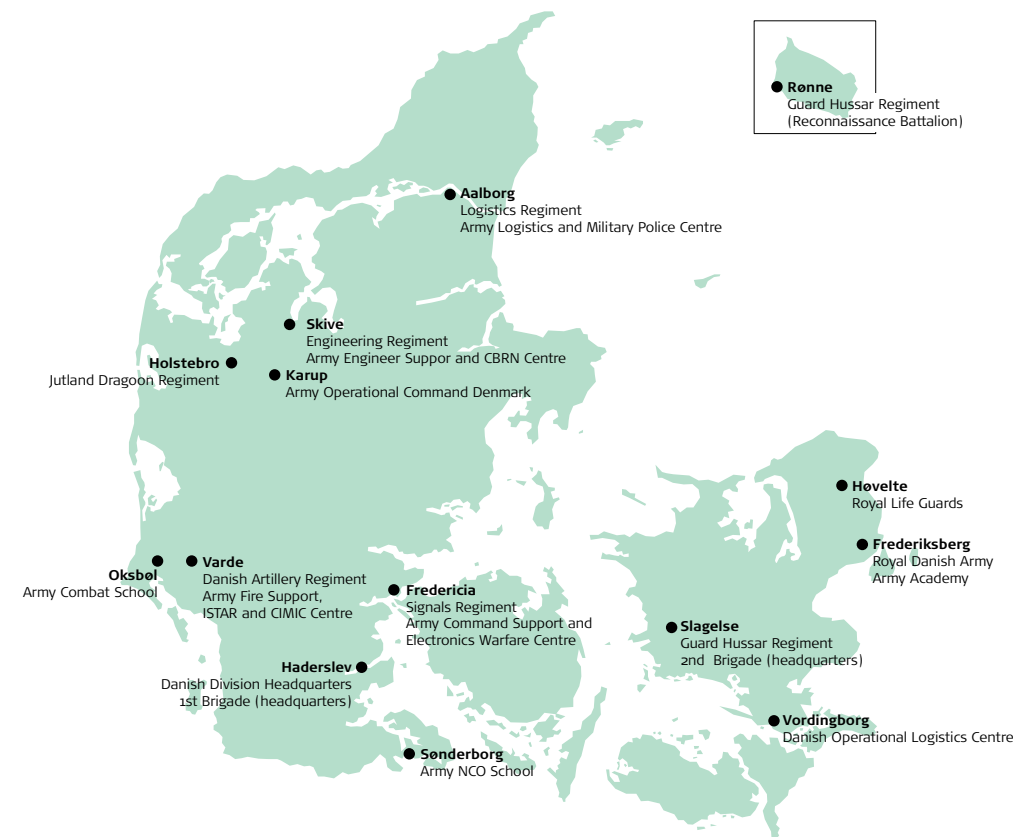 Rønne
Guard Hussar Regiment
(Reconnaissance Battalion)
Aalborg
Logistics Regiment
Army Logistics and Military Police Centre
Skive
Engineering Regiment
Army Engineer Suppor and CBRN Centre
Holstebro
Jutland Dragoon Regiment
Karup
Army Operational Command Denmark
Høvelte
Royal Life Guards
Frederiksberg
Royal Danish Army
Army Academy
Oksbøl
Army Combat School
Varde
Danish Artillery Regiment
Army Fire Support,
ISTAR and CIMIC Centre
Fredericia
Signals Regiment
Army Command Support and
Electronics Warfare Centre
Slagelse
Guard Hussar Regiment
2nd Brigade (headquarters)
Haderslev
Danish Division Headquarters
1st Brigade (headquarters)
Vordingborg
Danish Operational Logistics Centre
Sønderborg
Army NCO School